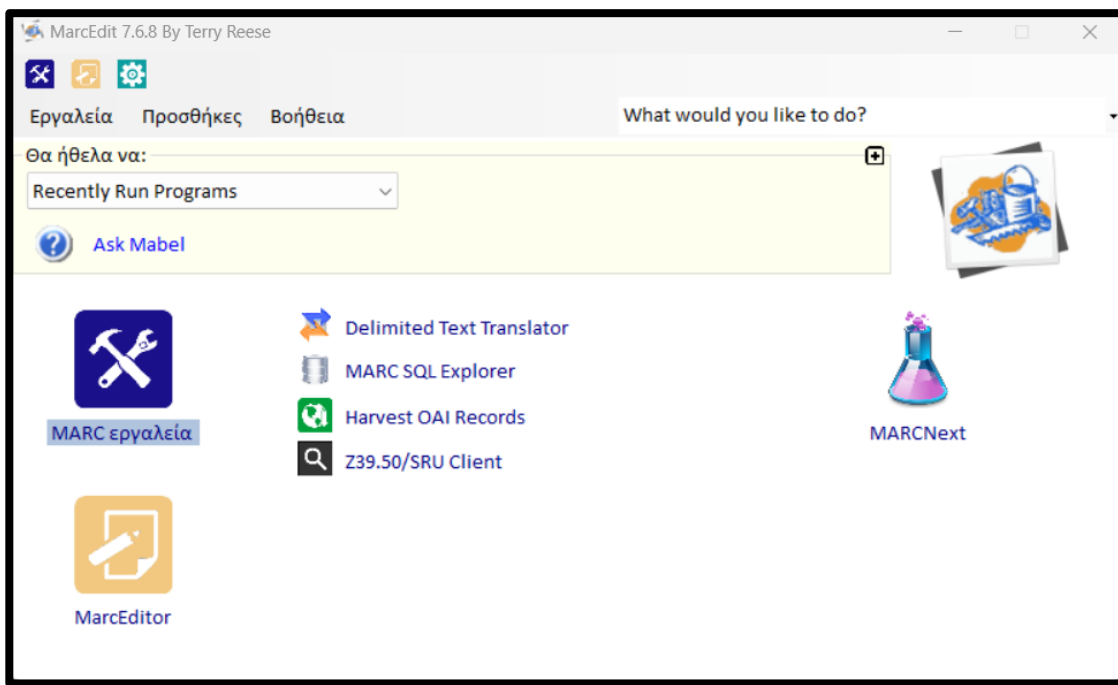 MarcEdit 7.6.8 By Terry Reese
Εργαλεία Προσθήκες Βοήθεια What would you like to do?
Θα ήθελα να:
Recently Run Programs
Ask Mabel
Delimited Text Translator
MARC SQL Explorer
Harvest OAI Records
Z39.50/SRU Client
MARC εργαλεία
MARCNext
MarcEditor